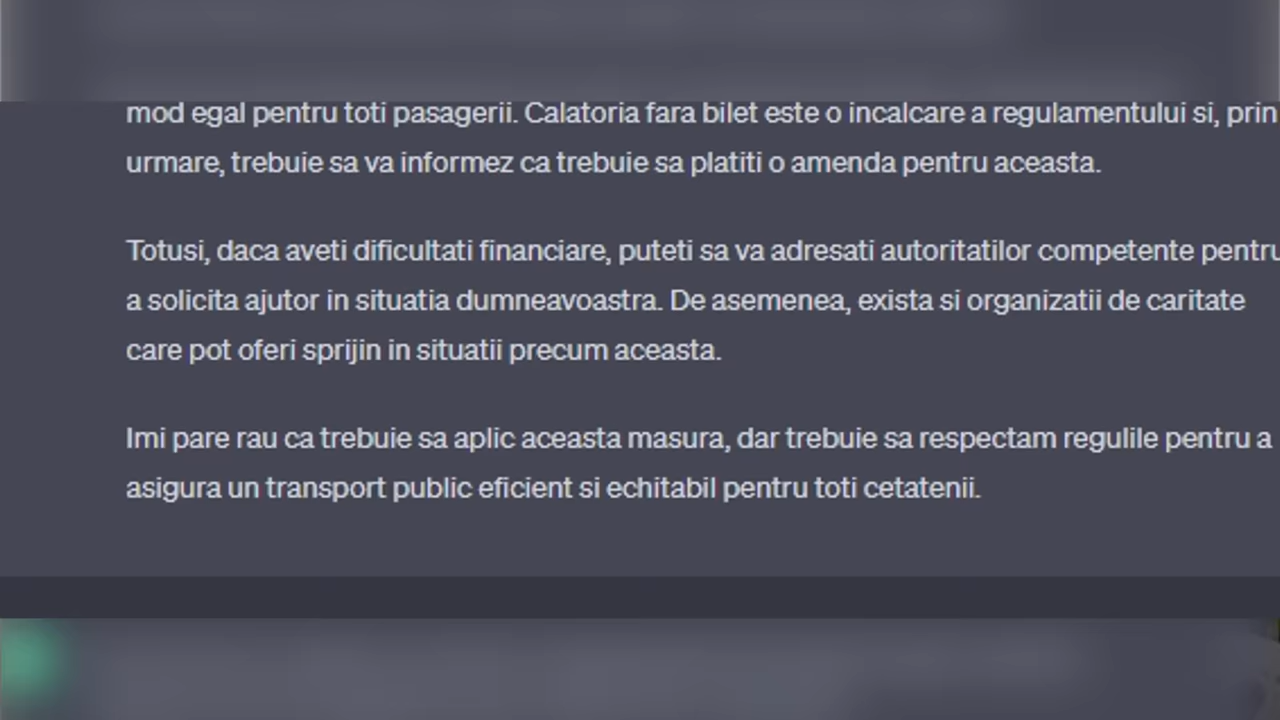 mod egal pentru toti pasagerii. Calatoria fara bilet este o incalcare a regulamentului si, prin
urmare, trebuie sa va informez ca trebuie sa platiti o amenda pentru aceasta.
Totusi, daca aveti dificultati financiare, puteti sa va adresati autoritatilor competente pentru
a solicita ajutor in situatia dumneavoastra. De asemenea, exista si organizatii de caritate
care pot oferi sprijin in situatii precum aceasta.
Imi pare rau ca trebuie sa aplic aceasta masura, dar trebuie sa respectam regulile pentru a
asigura un transport public eficient si echitabil pentru toti cetatenii.